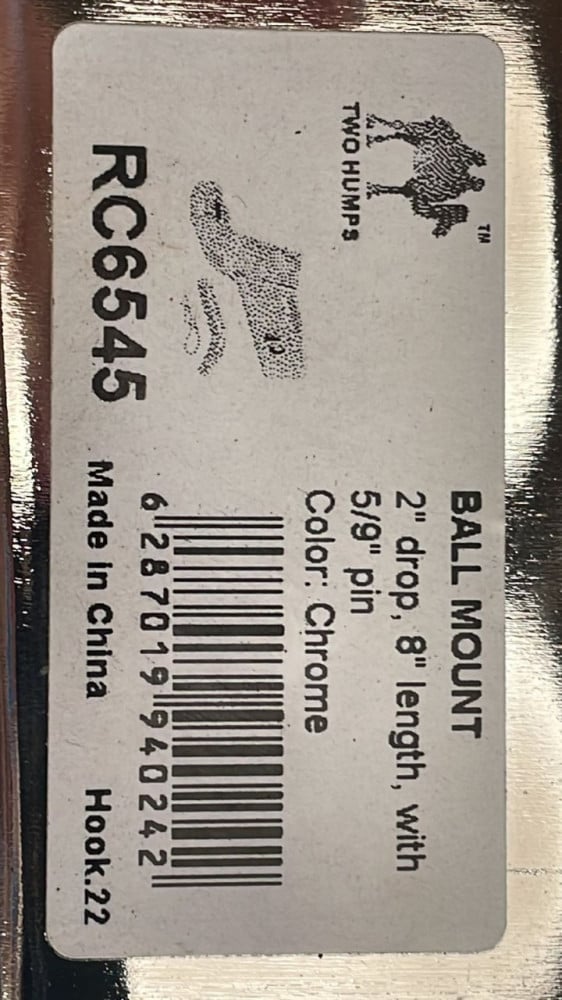 TWO HUMPS
TM
BALL MOUNT
2" drop, 8" length, with
5/9" pin
Color: Chrome
6 287019 940242
RC6545
Made in China
Hook.22